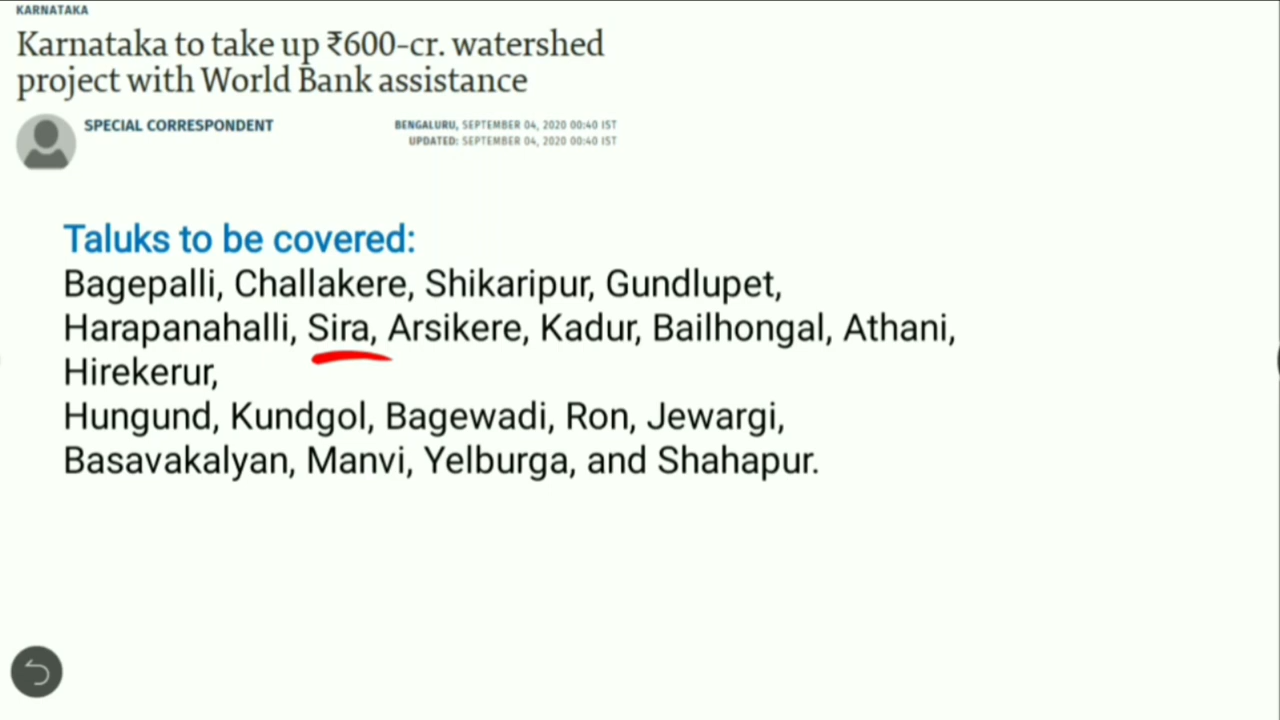 KARNATAKA
Karnataka to take up ₹600-cr. watershed
project with World Bank assistance
SPECIAL CORRESPONDENT
BENGALURU, SEPTEMBER 04, 2020 00:40 IST
UPDATED: SEPTEMBER 04, 2020 00:40 IST
Taluks to be covered:
Bagepalli, Challakere, Shikaripur, Gundlupet,
Harapanahalli, Sira, Arsikere, Kadur, Bailhongal, Athani,
Hirekerur,
Hungund, Kundgol, Bagewadi, Ron, Jewargi,
Basavakalyan, Manvi, Yelburga, and Shahapur.